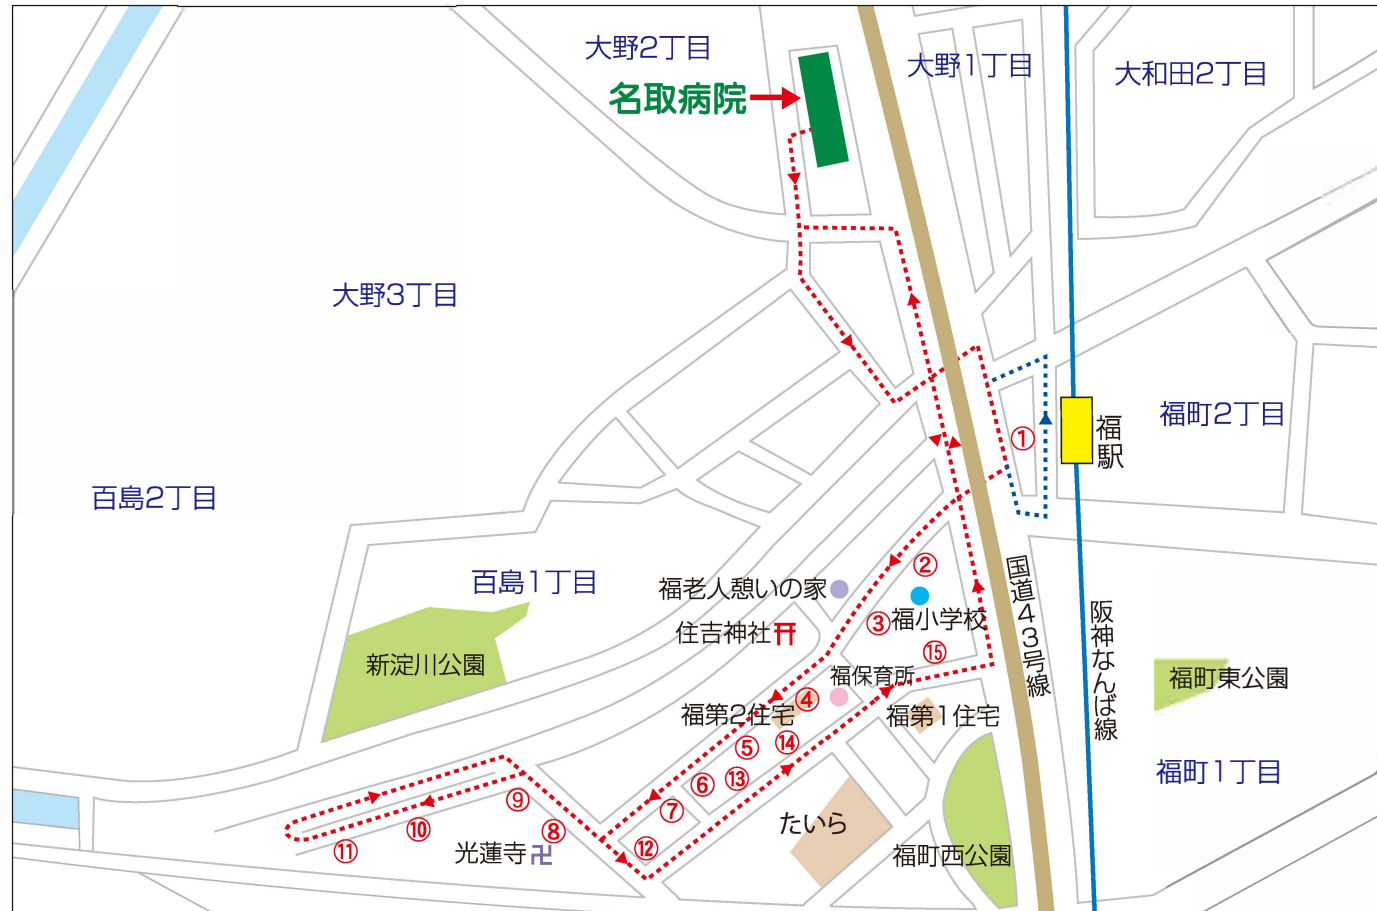 大野2丁目
大野1丁目
大和田2丁目
名取病院
大野3丁目
福町2丁目
①
福駅
百島2丁目
百島1丁目
②
福老人憩いの家
国道43号線
阪神なんば線
③
福小学校
住吉神社
⑮
新淀川公園
福保育所
福町東公園
④
福第2住宅
福第1住宅
⑤
⑭
福町1丁目
⑥
⑬
⑨
⑦
たいら
⑩
⑧
⑪
光蓮寺
卍
⑫
福町西公園